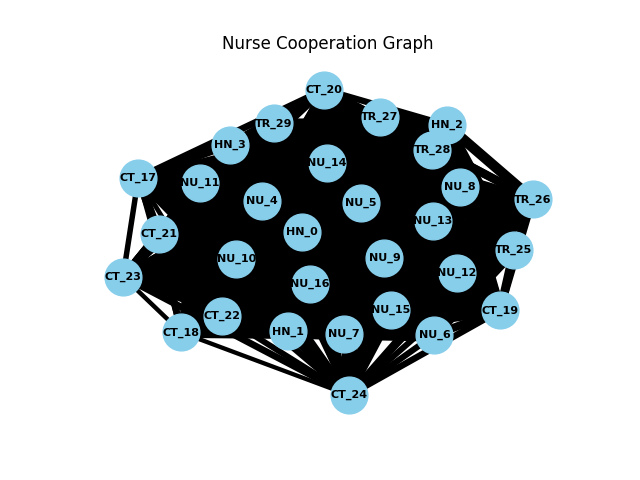 Nurse Cooperation Graph
CT_20
TR_27
TR_29
HN_2
HN_3
TR_28
NU_14
CT_17
NU_11
NU_8
TR_26
NU_4
NU_5
NU_13
HN_0
CT_21
TR_25
NU_10
NU_9
NU_12
CT_23
NU_16
NU_15
CT_19
CT_22
CT_18
HN_1
NU_7
NU_6
CT_24